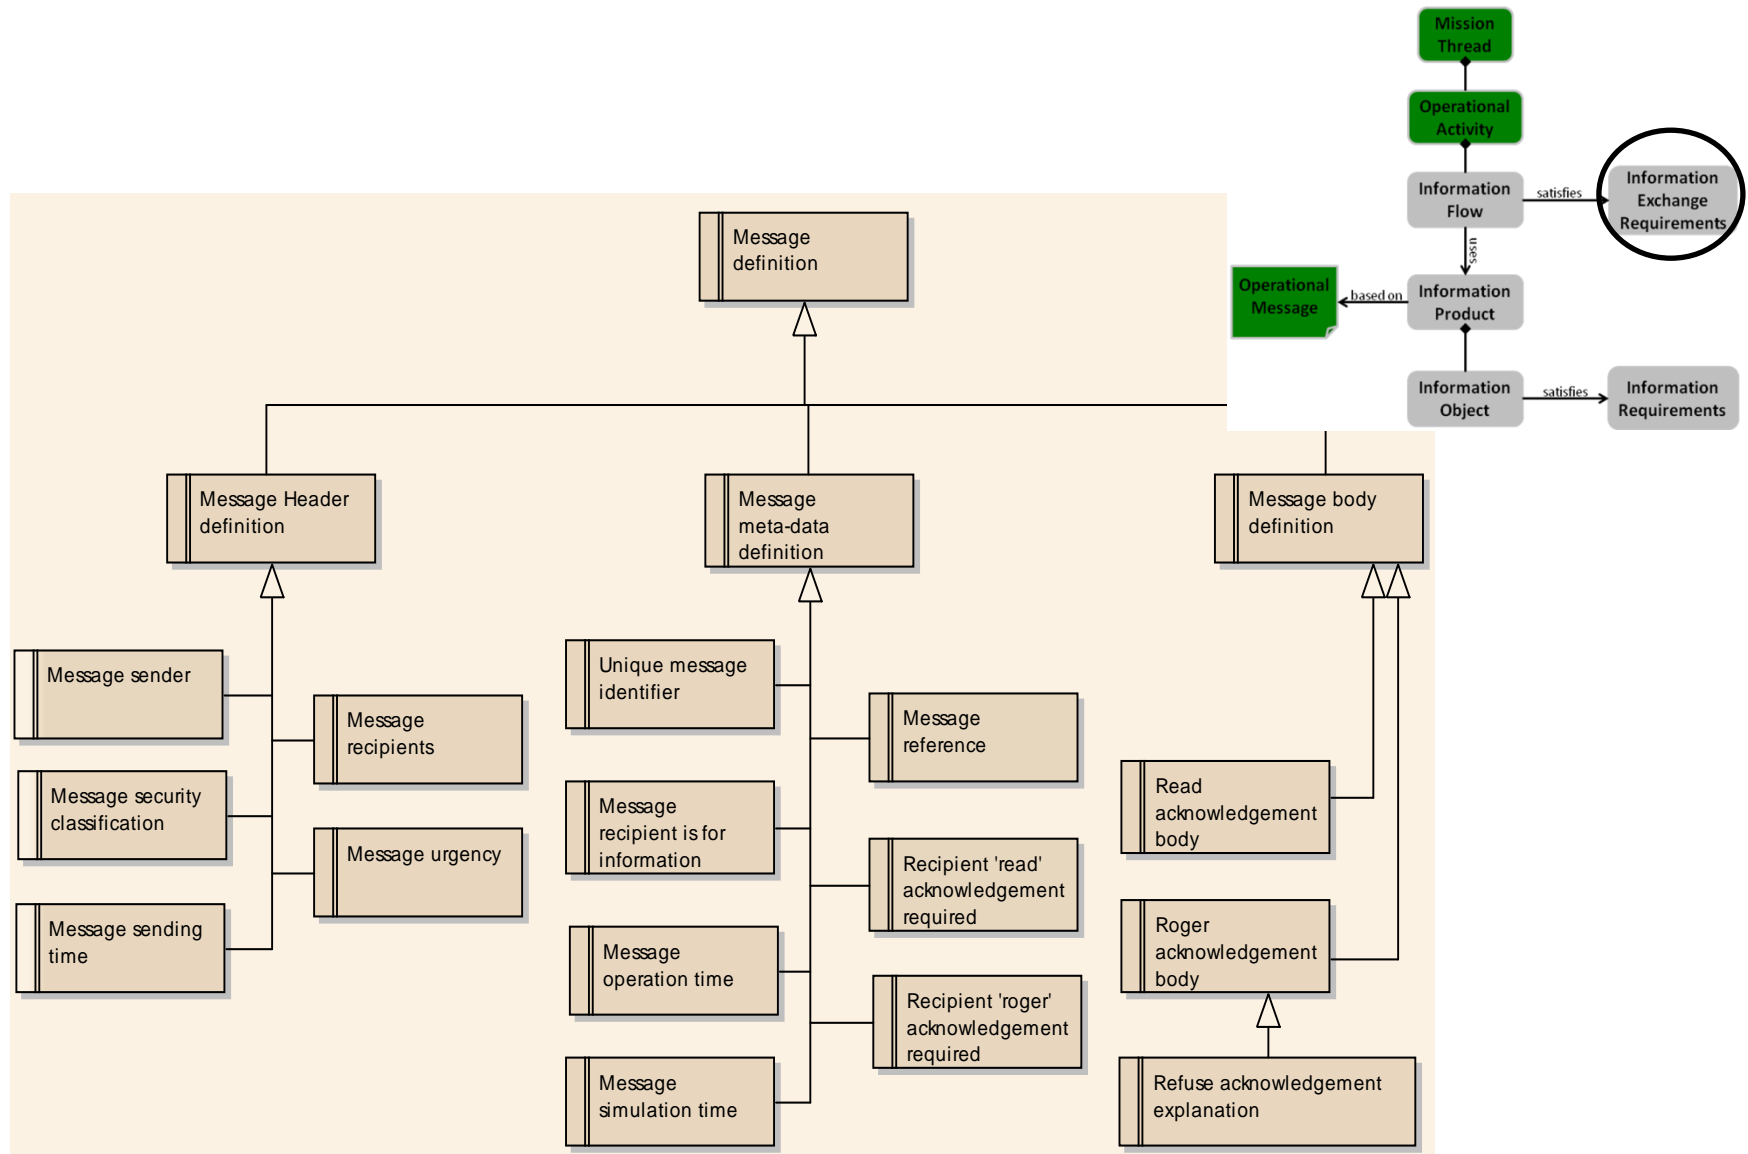 Mission
Thread
Operational
Activity
Information
Flow
satisfies
Information
Exchange
Requirements
uses
Operational
Message
based on
Information
Product
Information
Object
satisfies
Information
Requirements
Message
definition
Message Header
definition
Message
meta-data
definition
Message body
definition
Message sender
Message
recipients
Message security
classification
Message urgency
Message sending
time
Unique message
identifier
Message
reference
Message
recipient is for
information
Recipient 'read'
acknowledgement
required
Message
operation time
Recipient 'roger'
acknowledgement
required
Message
simulation time
Read
acknowledgement
body
Roger
acknowledgement
body
Refuse acknowledgement
explanation